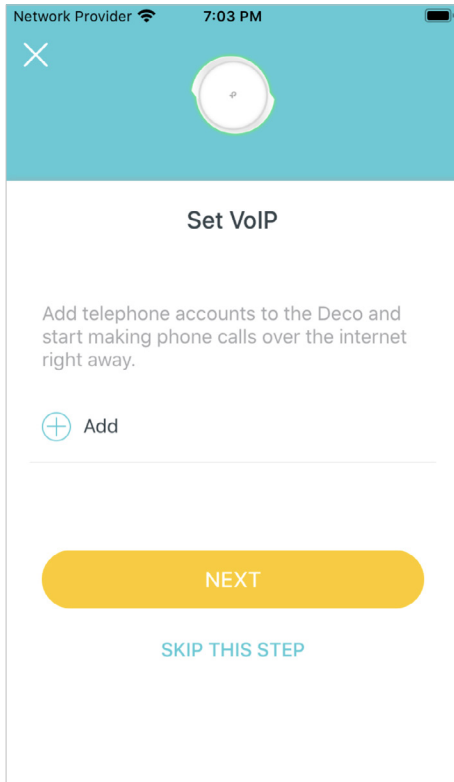 Network Provider 7:03 PM
Set VoIP
Add telephone accounts to the Deco and
start making phone calls over the internet
right away.
Add
NEXT
SKIP THIS STEP